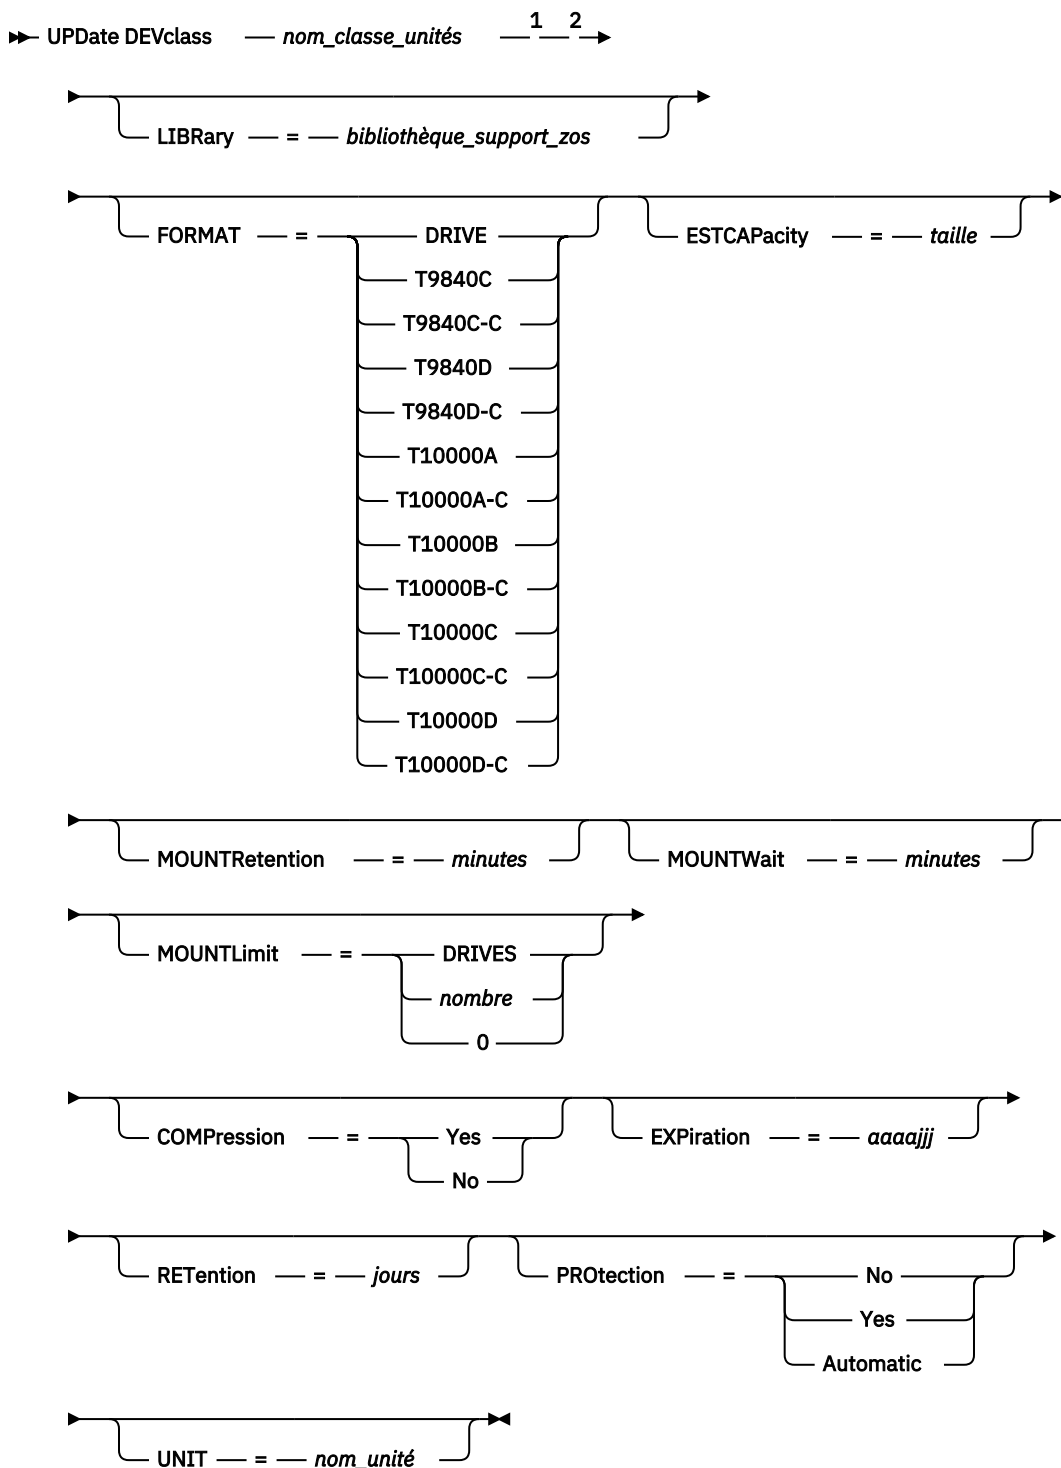 1 2
UPDate DEVclass nom_classe_unités
LIBRary = bibliothèque_support_zos
FORMAT = DRIVE ESTCAPacity = taille
T9840C
T9840C-C
T9840D
T9840D-C
T10000A
T10000A-C
T10000B
T10000B-C
T10000C
T10000C-C
T10000D
T10000D-C
MOUNTRetention = minutes MOUNTWait = minutes
MOUNTLimit = DRIVES
nombre
0
COMPression = Yes EXPiration = aaaajjj
No
RETention = jours PROtection = No
Yes
Automatic
UNIT = nom_unité